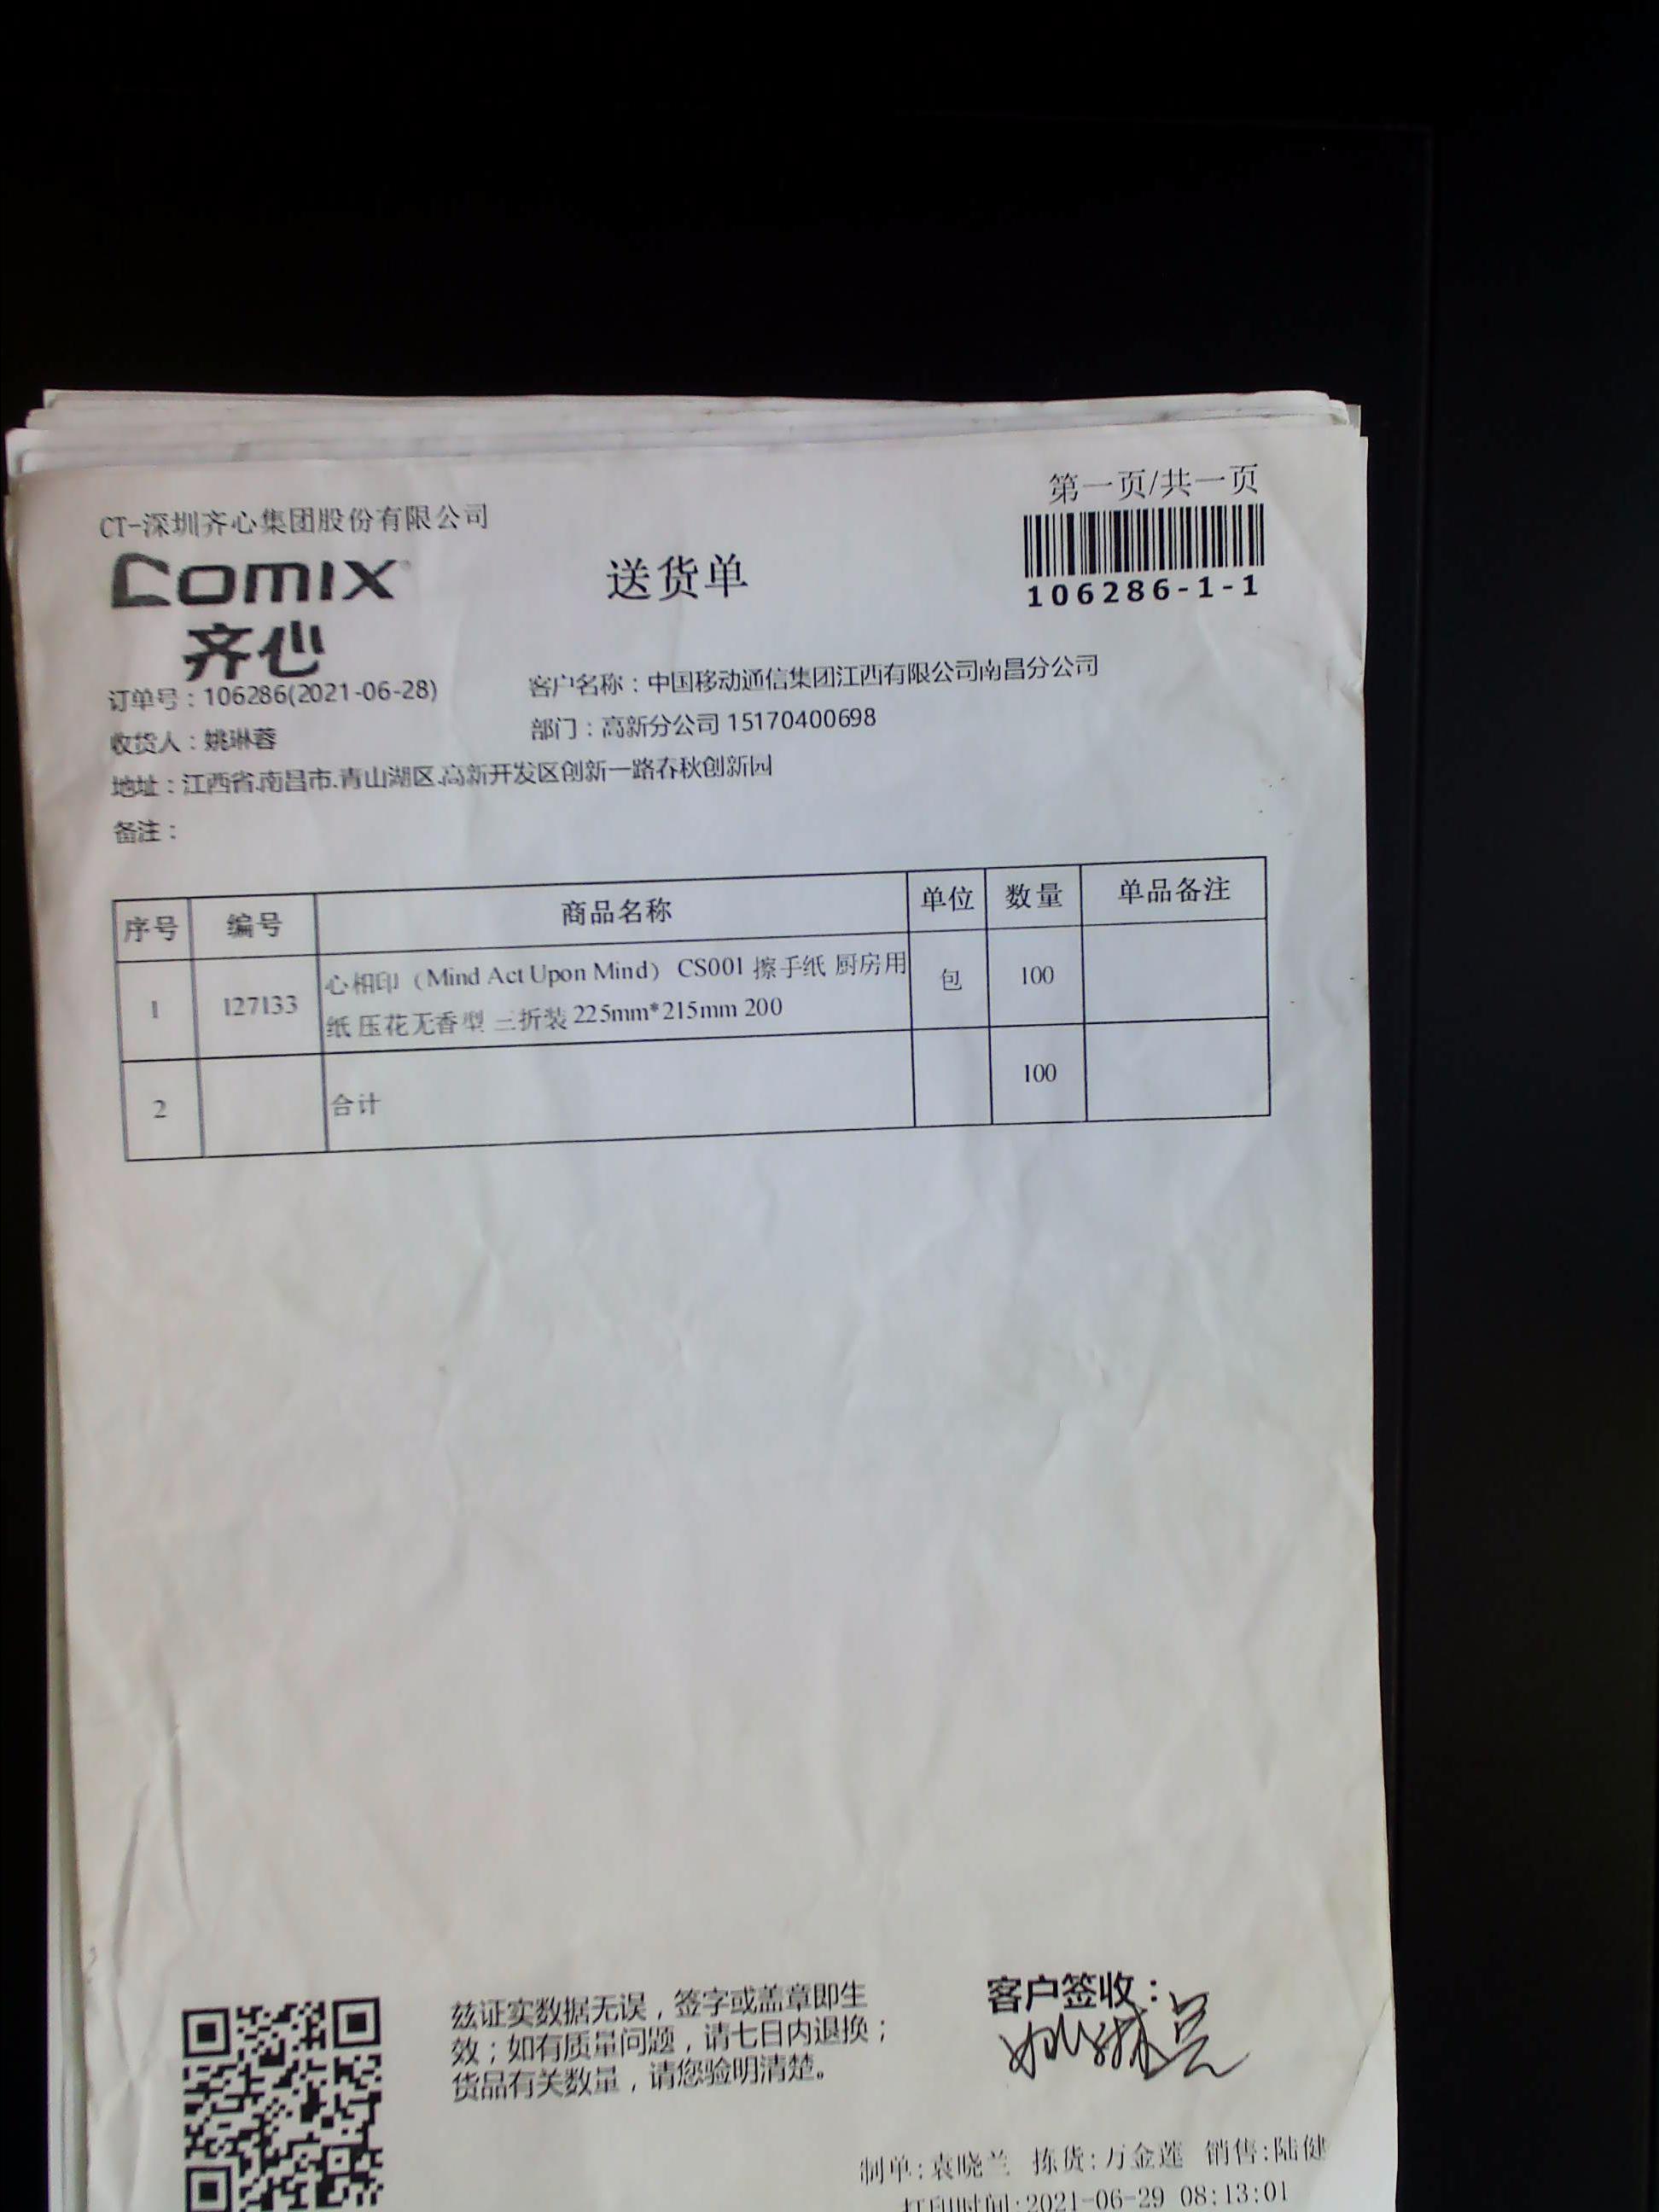 第一页/共一页
CT-深圳齐心集团股份有限公司
comix
齐心
送货单
106286-1-1
订单号：106286(2021-06-28)
客户名称：中国移动通信集团江西有限公司南昌分公司
收货人：姚琳蓉
部门：高新分公司 15170400698
地址：江西省.南昌市.青山湖区.高新开发区创新一路春秋创新园
备注：
序号 编号 商品名称 单位 数量 单品备注
1 127133 心相印（Mind Act Upon Mind） CS001 擦手纸 厨房用 包 100
纸 压花无香型 三折装 225mm*215mm 200
2 合计 100
兹证实数据无误，签字或盖章即生
效；如有质量问题，请七日内退换；
货品有关数量，请您验明清楚。
客户签收：
制单:袁晓兰 拣货:万金莲 销售:陆健
打印时间:2021-06-29 08:13:01